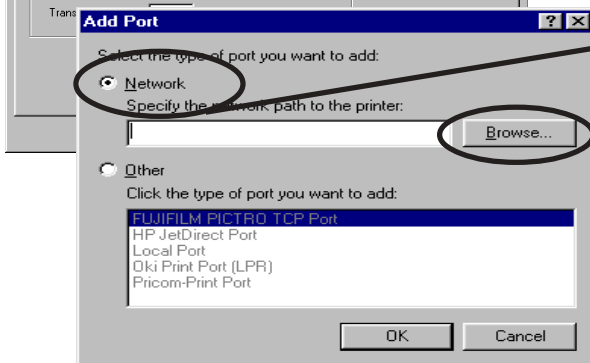 Trans
Add Port
Select the type of port you want to add:
Network
Specify the network path to the printer:
Browse...
Other
Click the type of port you want to add:
FUJIFILM PICTRO TCP Port
HP JetDirect Port
Local Port
Oki Print Port (LPR)
Pricom-Print Port
OK
Cancel